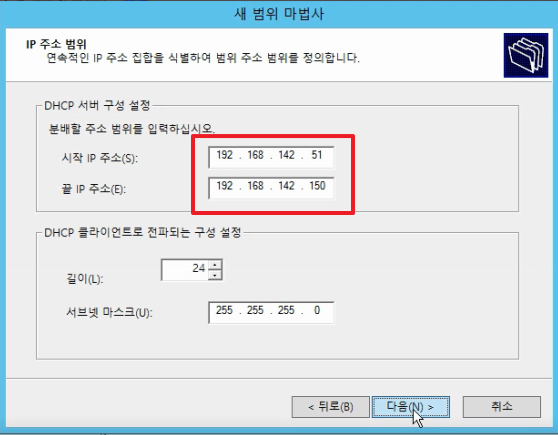 새 범위 마법사
IP 주소 범위
연속적인 IP 주소 집합을 식별하여 범위 주소 범위를 정의합니다.
DHCP 서버 구성 설정
분배할 주소 범위를 입력하십시오.
시작 IP 주소(S): 192 . 168 . 142 . 51
끝 IP 주소(E): 192 . 168 . 142 . 150
DHCP 클라이언트로 전파되는 구성 설정
길이(L): 24
서브넷 마스크(U): 255 . 255 . 255 . 0
< 뒤로(B) 다음(N) > 취소